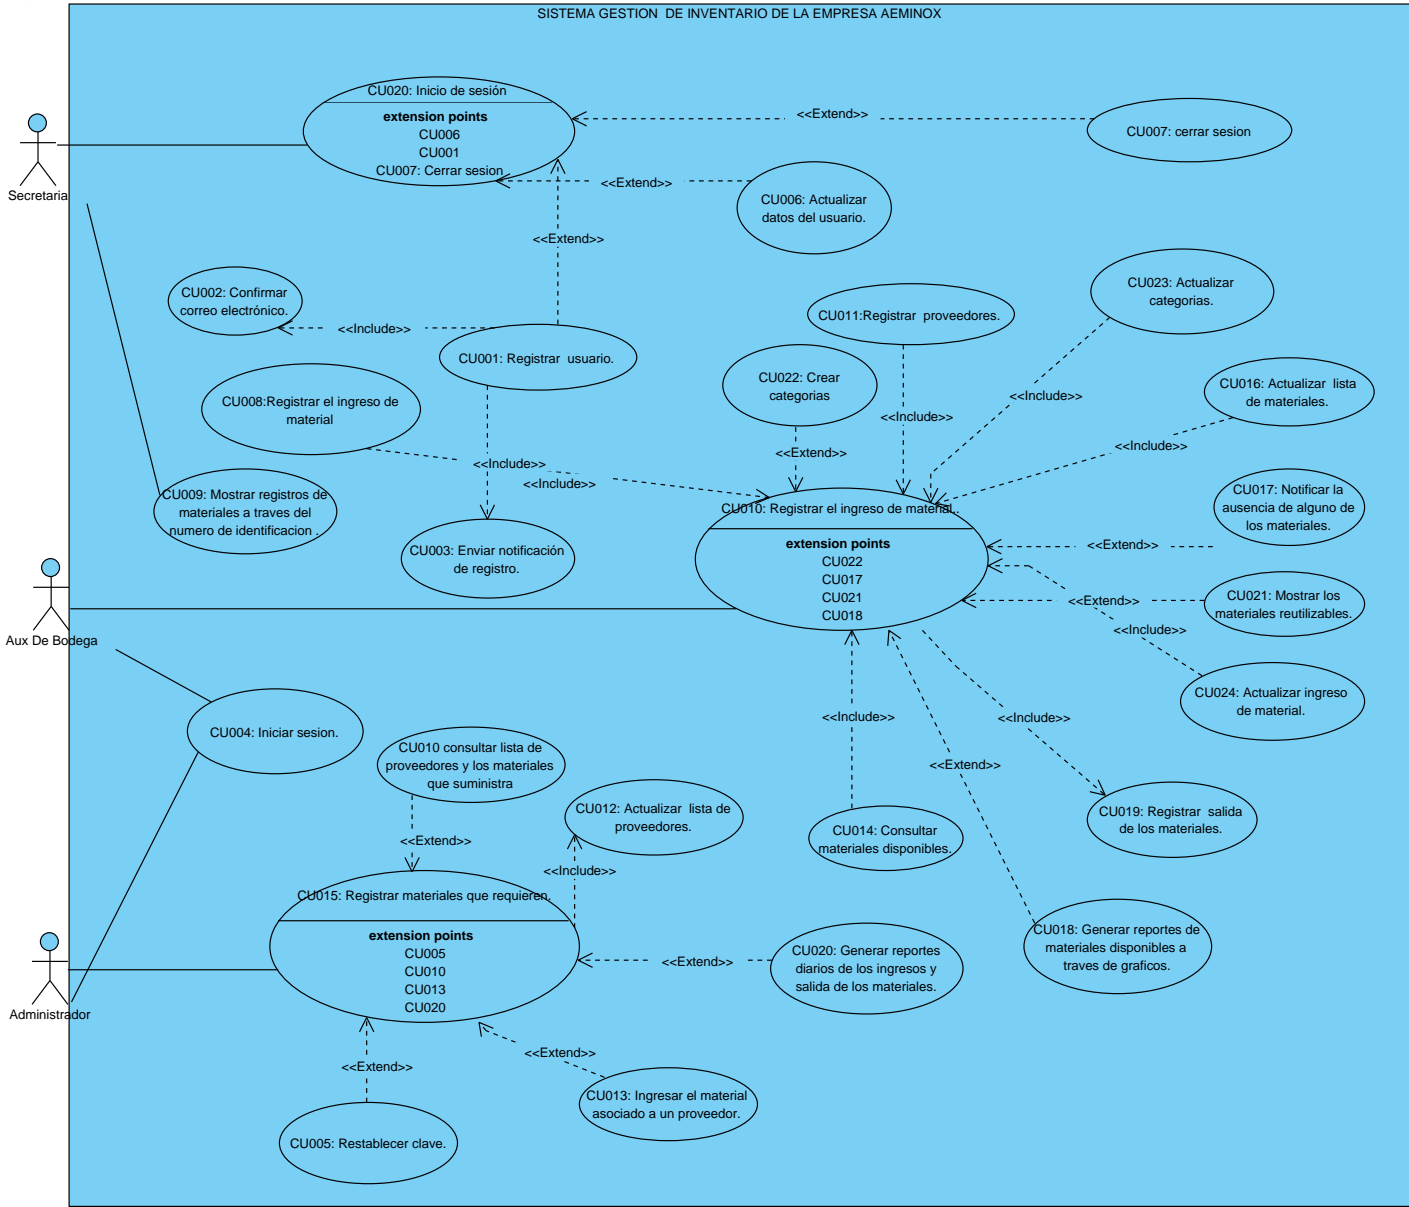 SISTEMA GESTION  DE INVENTARIO DE LA EMPRESA AEMINOX
CU020: Inicio de sesión
extension points
CU006
CU001
CU007: Cerrar sesion
<<Extend>>
CU007: cerrar sesion
Secretaria
<<Extend>>
CU006: Actualizar
datos del usuario.
<<Extend>>
CU002: Confirmar
correo electrónico.
<<Include>>
CU001: Registrar  usuario.
CU011:Registrar  proveedores.
CU023: Actualizar
categorias.
CU022: Crear
categorias
CU016: Actualizar  lista
de materiales.
CU008:Registrar el ingreso de
material
<<Include>>
<<Include>>
<<Include>>
<<Extend>>
<<Include>>
<<Include>>
CU009: Mostrar registros de
materiales a traves del
numero de identificacion .
CU003: Enviar notificación
de registro.
CU010: Registrar el ingreso de material..
extension points
CU022
CU017
CU021
CU018
CU017: Notificar la
ausencia de alguno de
los materiales.
<<Extend>>
CU021: Mostrar los
materiales reutilizables.
<<Extend>>
<<Include>>
Aux De Bodega
CU024: Actualizar ingreso
de material.
CU004: Iniciar sesion.
<<Include>>
<<Include>>
CU010 consultar lista de
proveedores y los materiales
que suministra
<<Extend>>
CU012: Actualizar  lista de
proveedores.
CU014: Consultar
materiales disponibles.
CU019: Registrar  salida
de los materiales.
<<Extend>>
<<Include>>
CU015: Registrar materiales que requieren.
extension points
CU005
CU010
CU013
CU020
<<Extend>>
CU020: Generar reportes
diarios de los ingresos y
salida de los materiales.
CU018: Generar reportes de
materiales disponibles a
traves de graficos.
Administrador
<<Extend>>
<<Extend>>
CU013: Ingresar el material
asociado a un proveedor.
CU005: Restablecer clave.